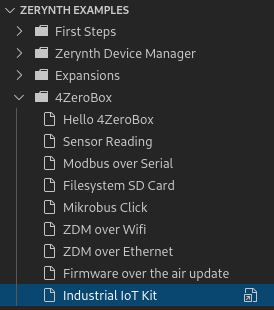 ZERYNTH EXAMPLES
First Steps
Zerynth Device Manager
Expansions
4ZeroBox
Hello 4ZeroBox
Sensor Reading
Modbus over Serial
Filesystem SD Card
Mikrobus Click
ZDM over Wifi
ZDM over Ethernet
Firmware over the air update
Industrial IoT Kit